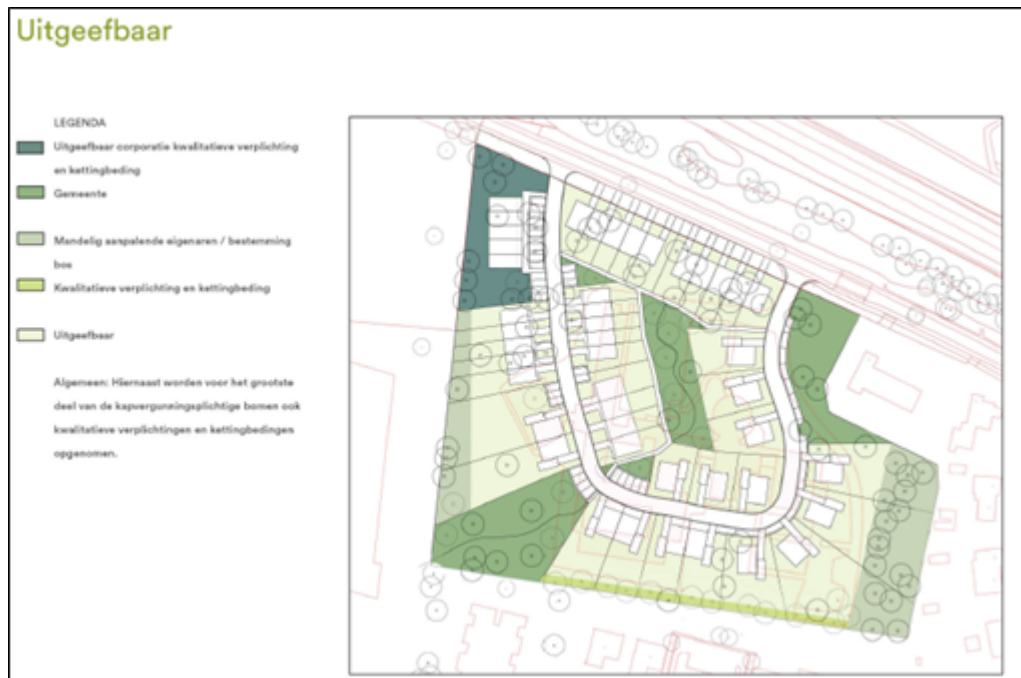 Uitgeefbaar
LEGENDA
Uitgeefbaar corporatie kwalitatieve verplichting
en kettingbeding
Gemeente
Mandelig aanpalende eigenaren / bestemming
bos
Kwalitatieve verplichting en kettingbeding
Uitgeefbaar
Algemeen: Hiernaast worden voor het grootste
deel van de kapvergunningsplichtige bomen ook
kwalitatieve verplichtingen en kettingbedingen
opgenomen.